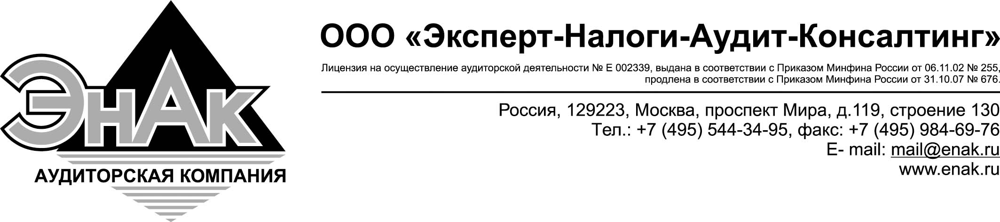 ЭНАК
АУДИТОРСКАЯ КОМПАНИЯ
ООО «Эксперт-Налоги-Аудит-Консалтинг»
Лицензия на осуществление аудиторской деятельности № Е 002339, выдана в соответствии с Приказом Минфина России от 06.11.02 № 255,
продлена в соответствии с Приказом Минфина России от 31.10.07 № 676.
Россия, 129223, Москва, проспект Мира, д.119, строение 130
Тел.: +7 (495) 544-34-95, факс: +7 (495) 984-69-76
E- mail: mail@enak.ru
www.enak.ru